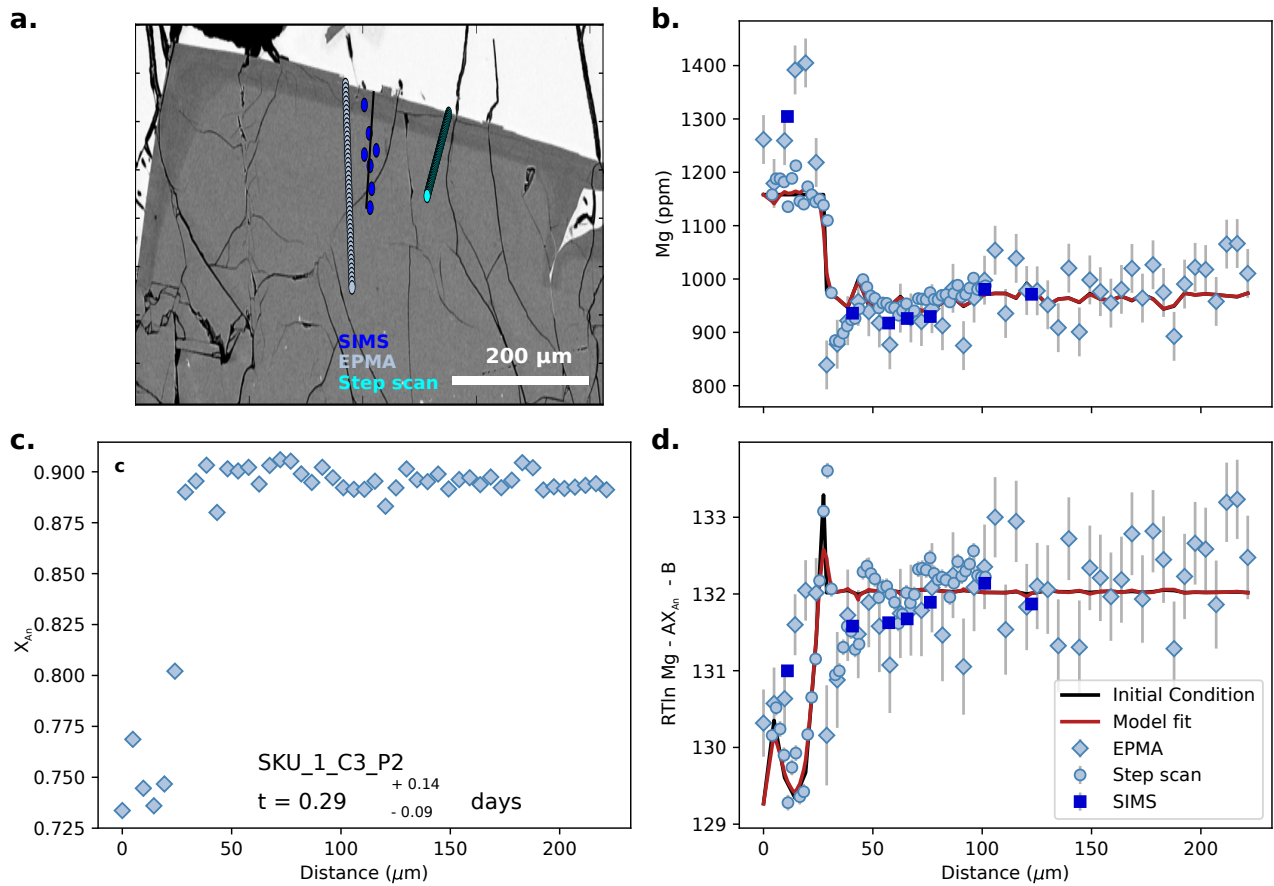 a.
SIMS
EPMA
Step scan
200 μm
b.
Mg (ppm)
1400
1300
1200
1100
1000
900
800
c.
c
X_An
0.900
0.875
0.850
0.825
0.800
0.775
0.750
0.725
SKU_1_C3_P2
t = 0.29 + 0.14 - 0.09 days
0 50 100 150 200
Distance (μm)
d.
RTln Mg - AX_An - B
133
132
131
130
129
Initial Condition
Model fit
EPMA
Step scan
SIMS
0 50 100 150 200
Distance (μm)